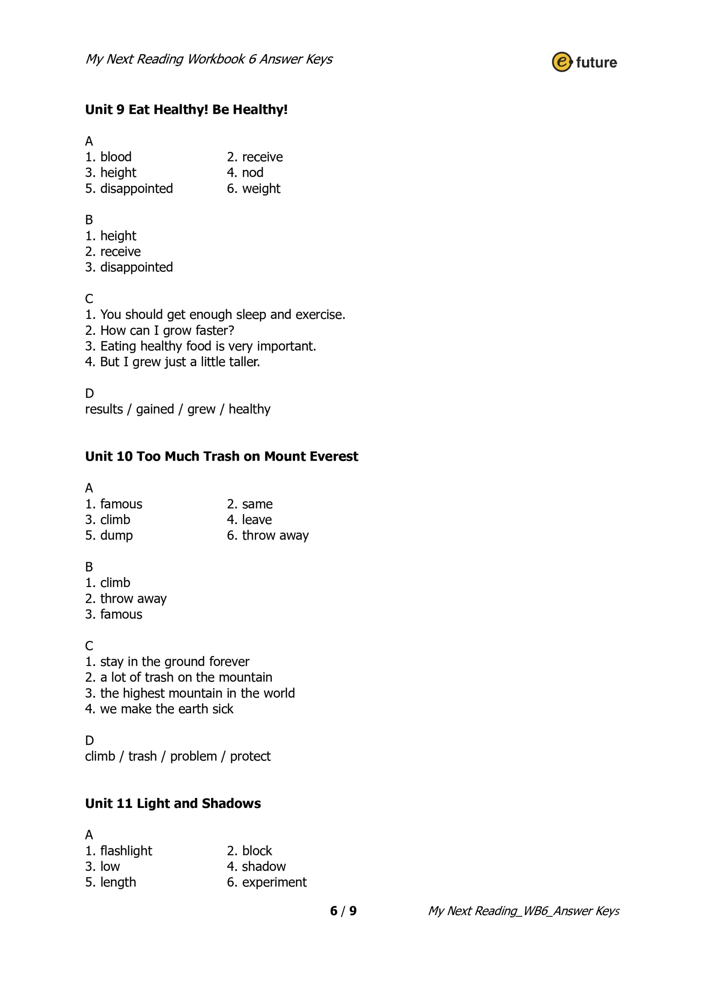 My Next Reading Workbook 6 Answer Keys
e future
Unit 9 Eat Healthy! Be Healthy!
A
1. blood 2. receive
3. height 4. nod
5. disappointed 6. weight
B
1. height
2. receive
3. disappointed
C
1. You should get enough sleep and exercise.
2. How can I grow faster?
3. Eating healthy food is very important.
4. But I grew just a little taller.
D
results / gained / grew / healthy
Unit 10 Too Much Trash on Mount Everest
A
1. famous 2. same
3. climb 4. leave
5. dump 6. throw away
B
1. climb
2. throw away
3. famous
C
1. stay in the ground forever
2. a lot of trash on the mountain
3. the highest mountain in the world
4. we make the earth sick
D
climb / trash / problem / protect
Unit 11 Light and Shadows
A
1. flashlight 2. block
3. low 4. shadow
5. length 6. experiment
6 / 9 My Next Reading_WB6_Answer Keys